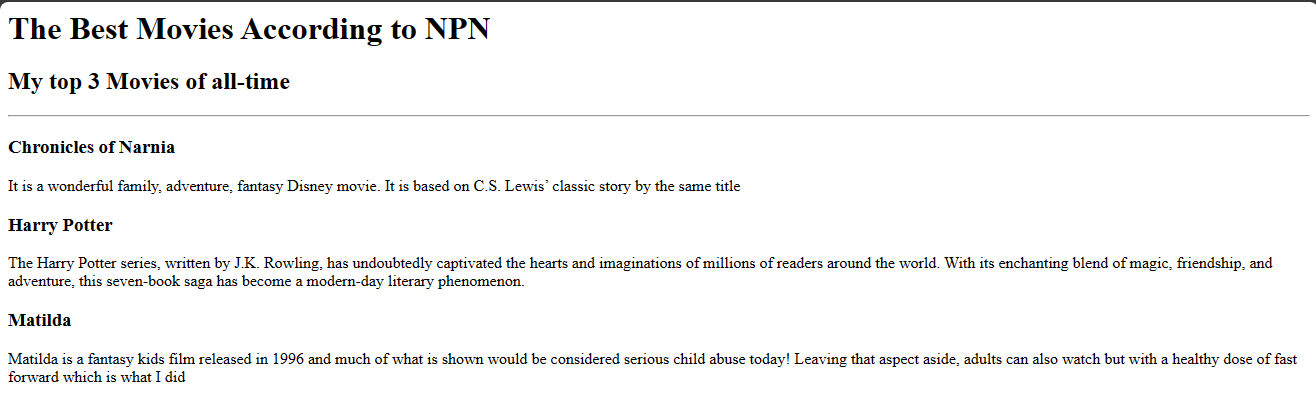 The Best Movies According to NPN
My top 3 Movies of all-time
Chronicles of Narnia
It is a wonderful family, adventure, fantasy Disney movie. It is based on C.S. Lewis’ classic story by the same title
Harry Potter
The Harry Potter series, written by J.K. Rowling, has undoubtedly captivated the hearts and imaginations of millions of readers around the world. With its enchanting blend of magic, friendship, and
adventure, this seven-book saga has become a modern-day literary phenomenon.
Matilda
Matilda is a fantasy kids film released in 1996 and much of what is shown would be considered serious child abuse today! Leaving that aspect aside, adults can also watch but with a healthy dose of fast
forward which is what I did